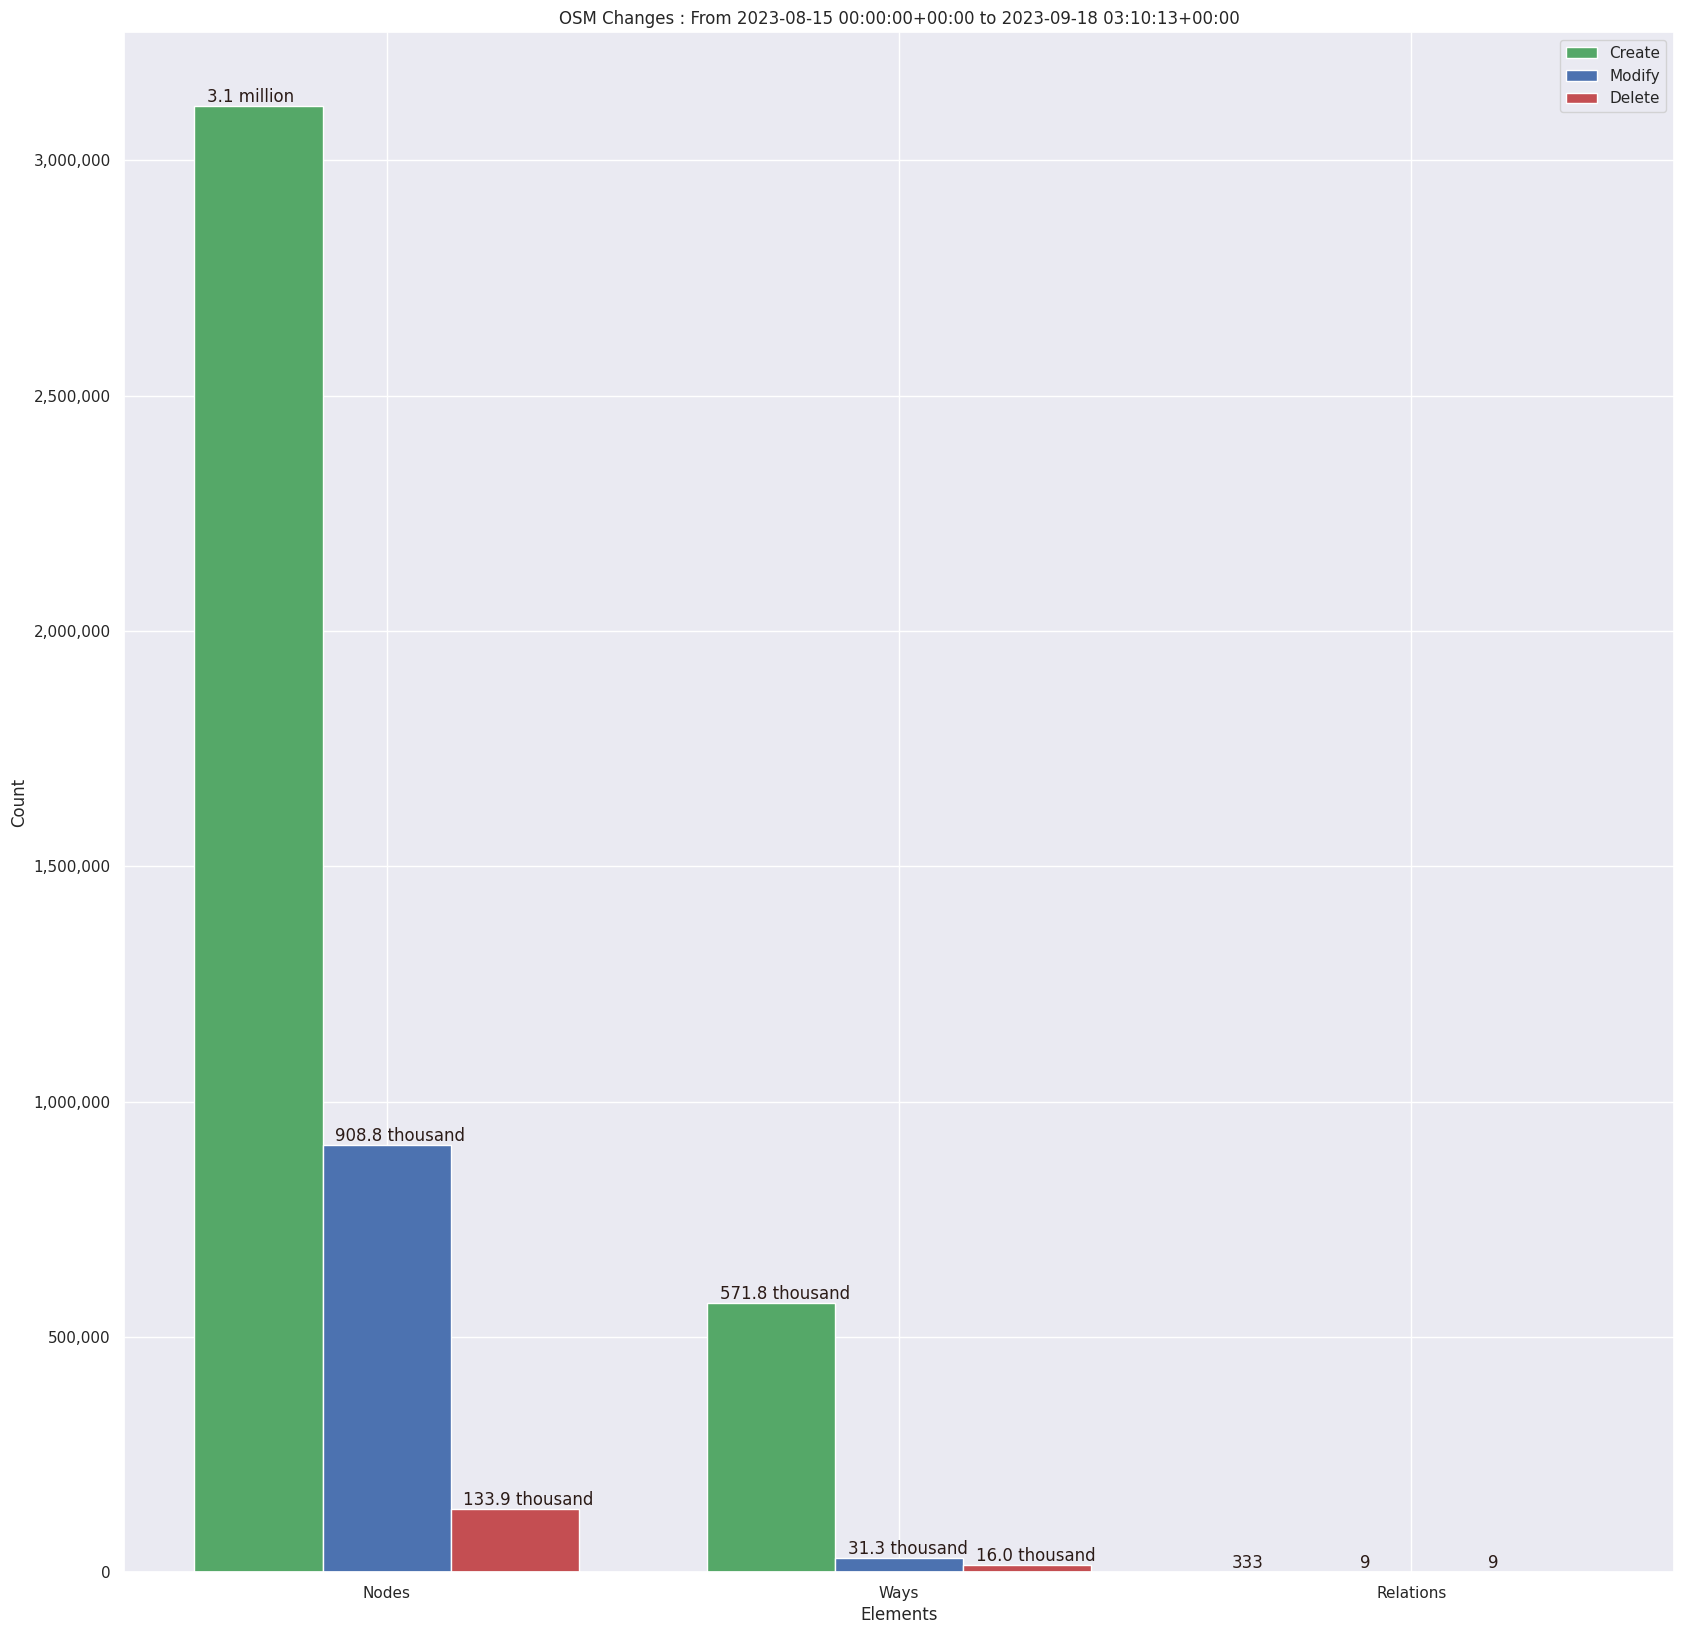 OSM Changes : From 2023-08-15 00:00:00+00:00 to 2023-09-18 03:10:13+00:00
Create
Modify
Delete
3.1 million
3,000,000
2,500,000
2,000,000
1,500,000
Count
1,000,000
908.8 thousand
571.8 thousand
500,000
133.9 thousand
31.3 thousand
16.0 thousand
333
9
9
0
Nodes
Ways
Relations
Elements